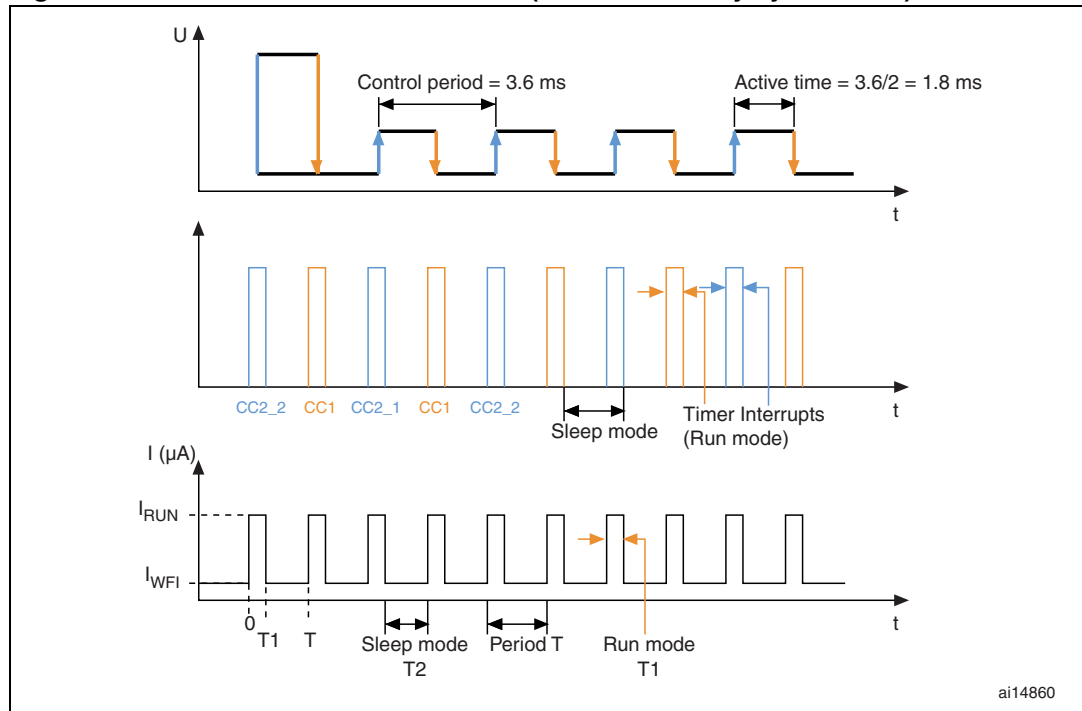 U
Control period = 3.6 ms
Active time = 3.6/2 = 1.8 ms
t
CC2_2 CC1 CC2_1 CC1 CC2_2
Sleep mode
Timer Interrupts
(Run mode)
t
I (µA)
IRUN
IWFI
0
T1
T
Sleep mode
T2
Period T
Run mode
T1
t
ai14860